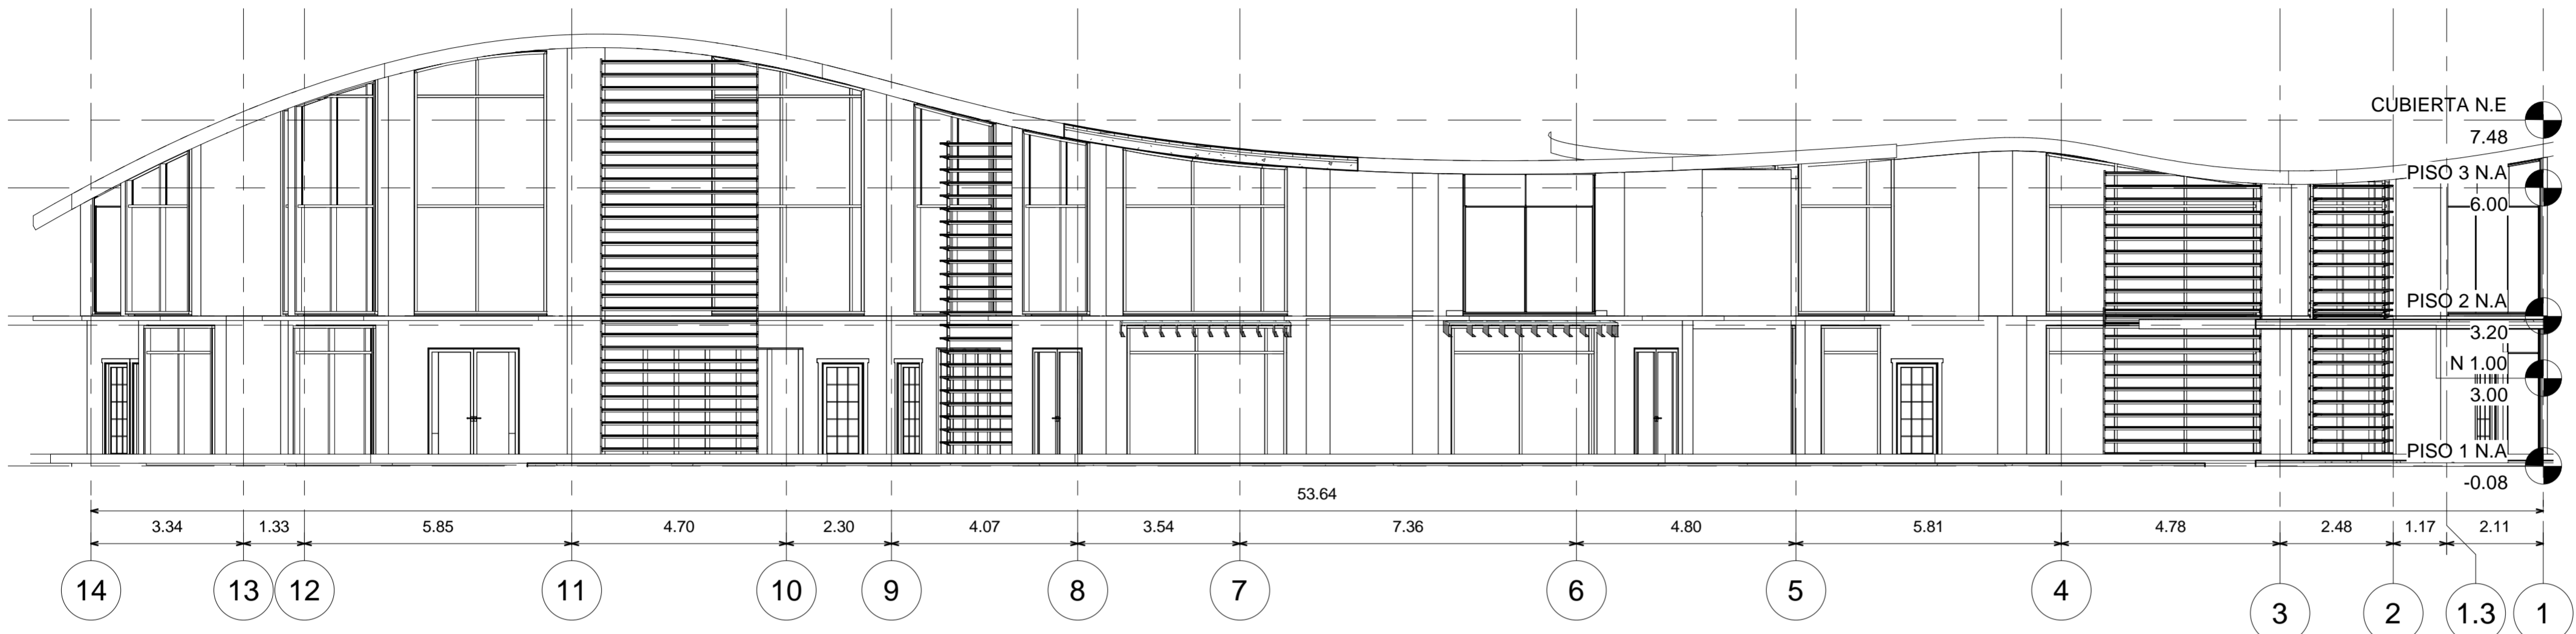 CUBIERTA N.E
7.48
PISO 3 N.A
6.00
PISO 2 N.A
3.20
N 1.00
3.00
PISO 1 N.A
-0.08
53.64
3.34 1.33 5.85 4.70 2.30 4.07 3.54 7.36 4.80 5.81 4.78 2.48 1.17 2.11
14 13 12 11 10 9 8 7 6 5 4 3 2 1.3 1